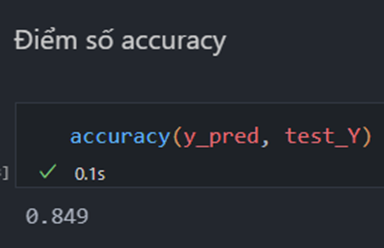 Điểm số accuracy
accuracy(y_pred, test_Y)
] ✓ 0.1s
0.849